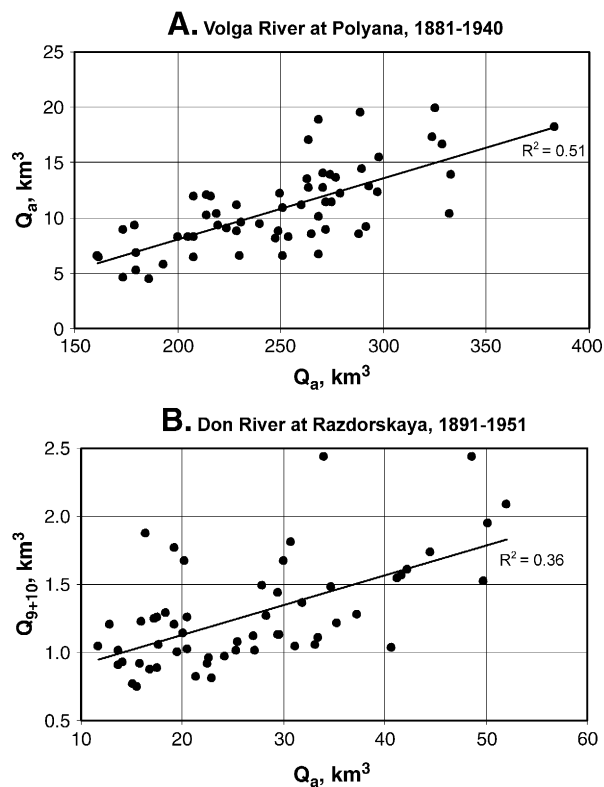 A. Volga River at Polyana, 1881-1940
25
20
15
10
5
0
Qa, km3
R2 = 0.51
150 200 250 300 350 400
Qa, km3
B. Don River at Razdorskaya, 1891-1951
2.5
2.0
1.5
1.0
0.5
Q9+10, km3
R2 = 0.36
10 20 30 40 50 60
Qa, km3